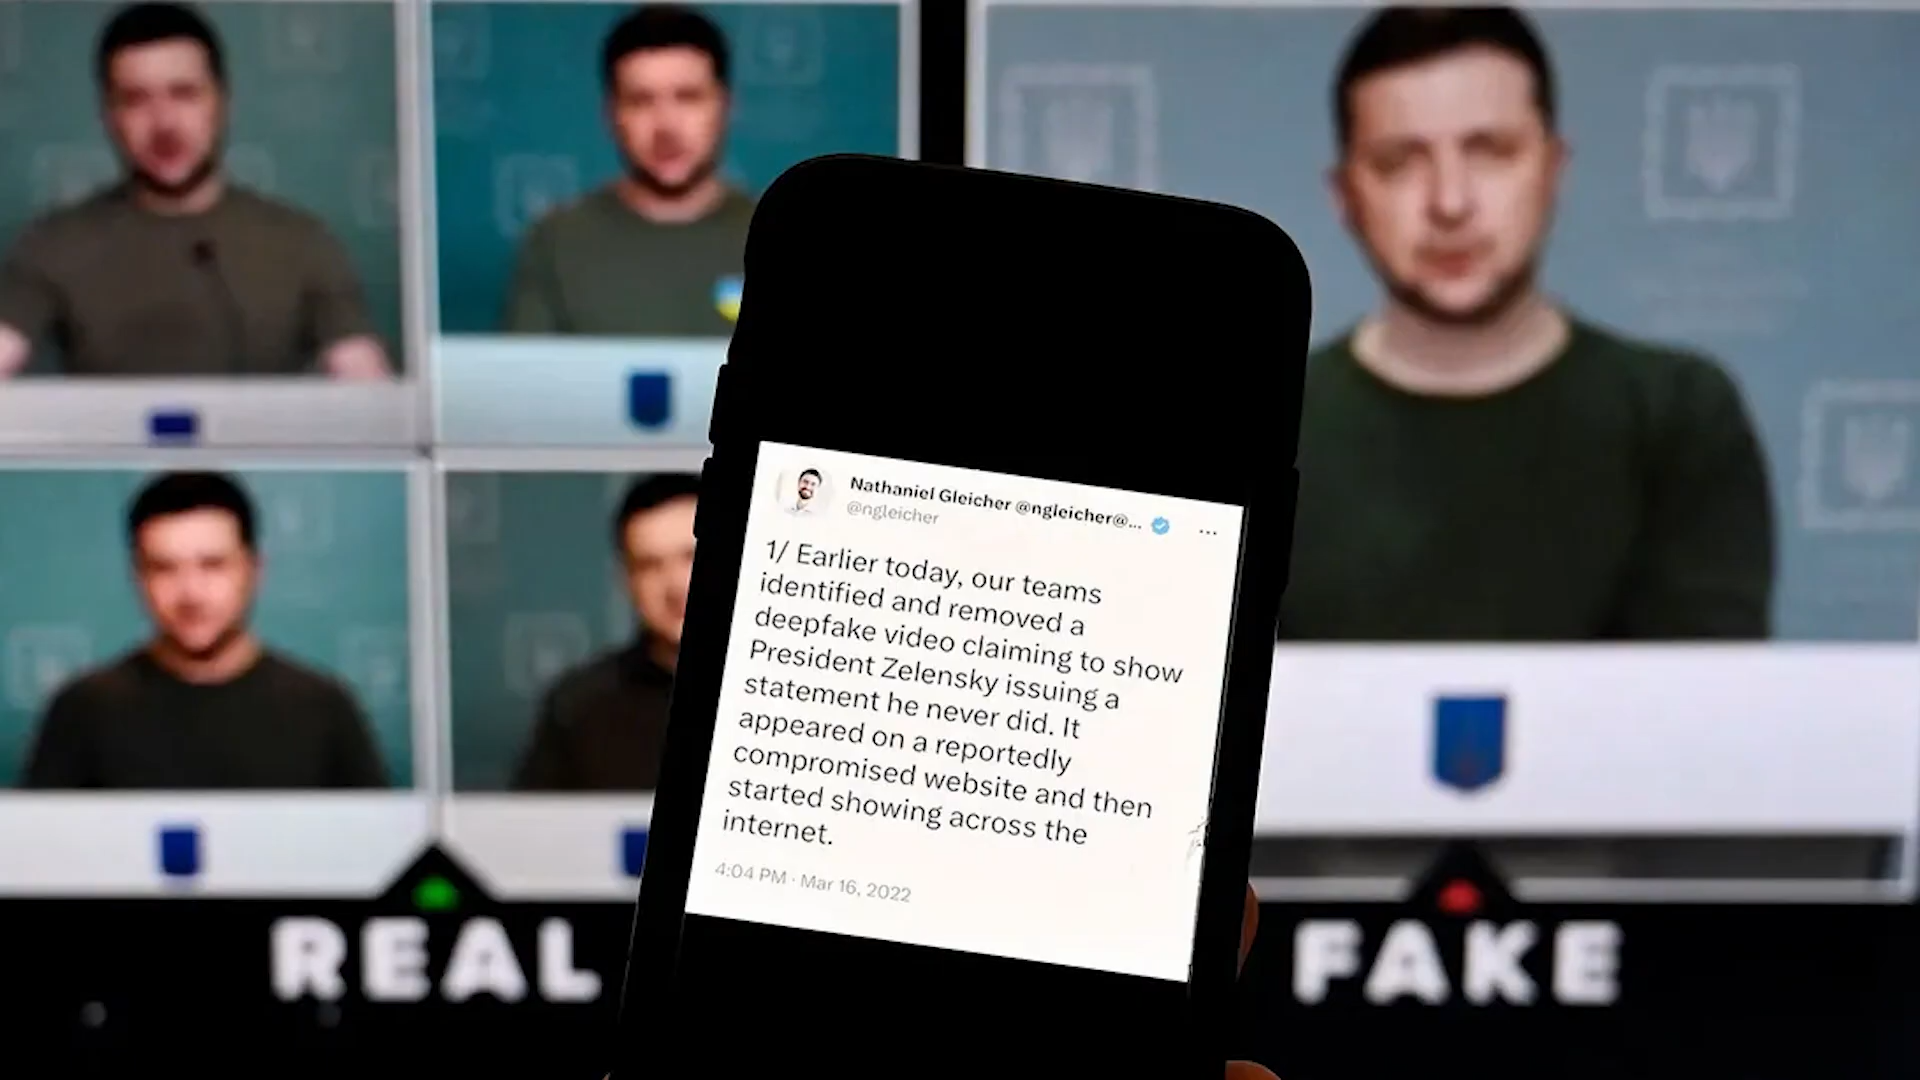 Nathaniel Gleicher @ngleicher@...
@ngleicher
1/ Earlier today, our teams
identified and removed a
deepfake video claiming to show
President Zelensky issuing a
statement he never did. It
appeared on a reportedly
compromised website and then
started showing across the
internet.
4:04 PM · Mar 16, 2022
REAL
FAKE